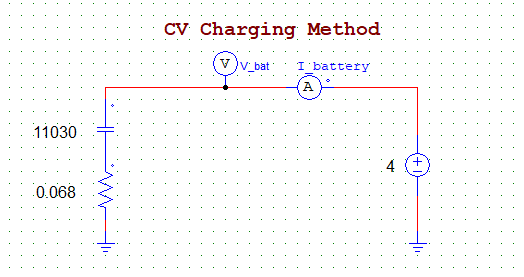 CV Charging Method
V V_bat I_battery
A
11030
4
0.068